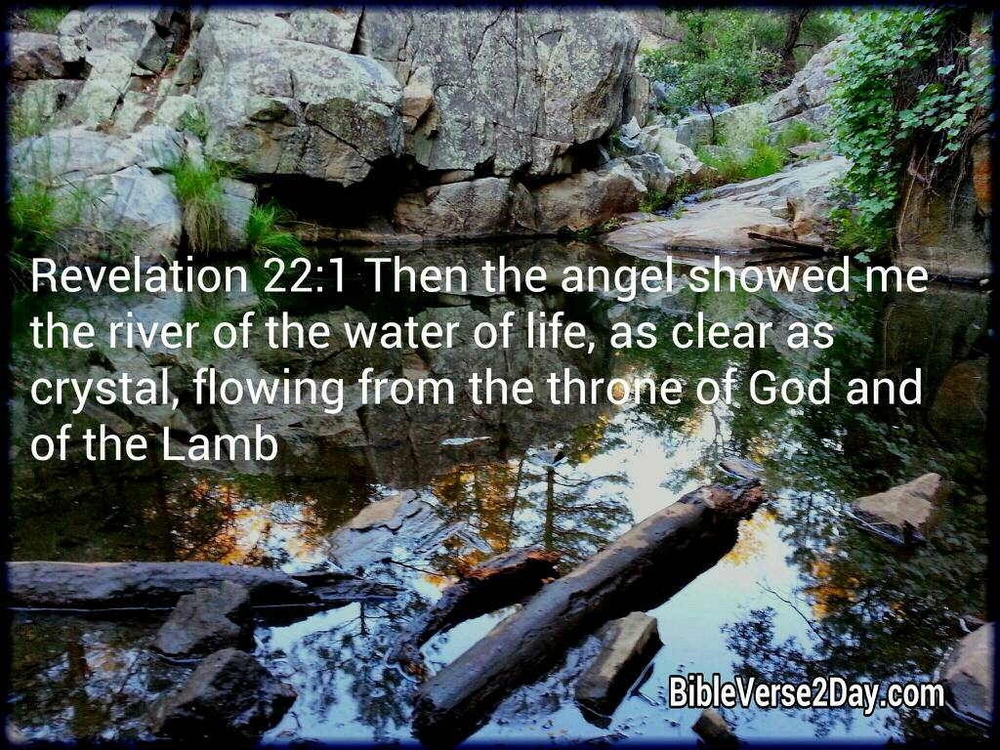 Revelation 22:1 Then the angel showed me
the river of the water of life, as clear as
crystal, flowing from the throne of God and
of the Lamb
BibleVerse2Day.com